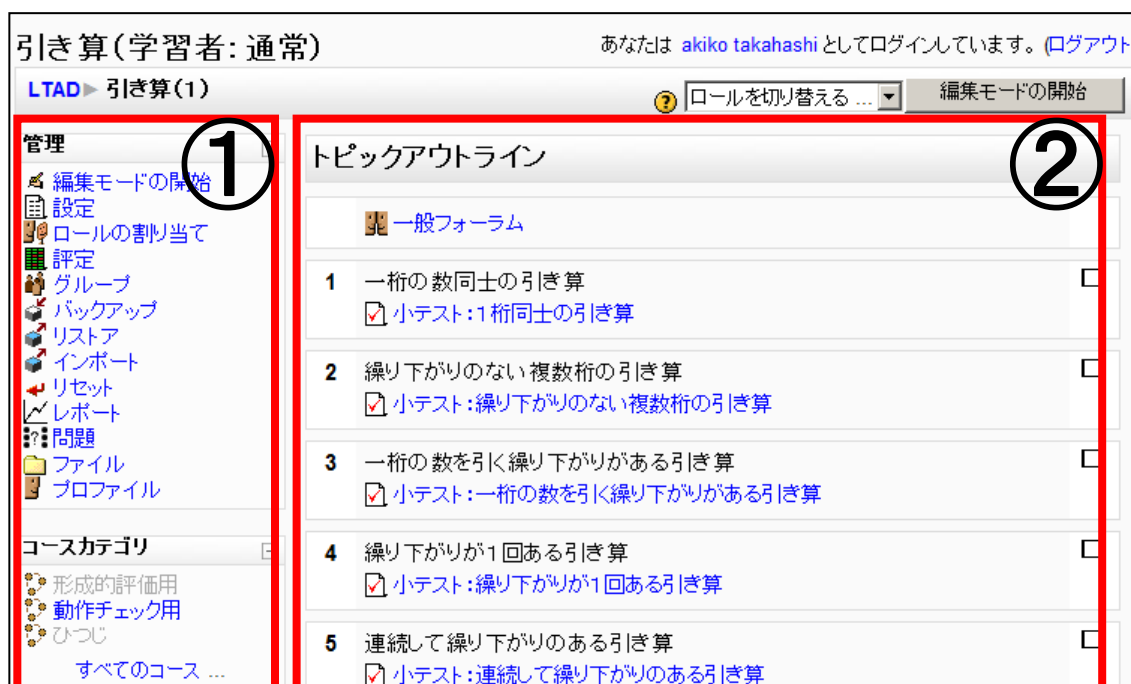 引き算(学習者：通常)
あなたは akiko takahashi としてログインしています。(ログアウト
LTAD▶ 引き算(1)
? ロールを切り替える ... 編集モードの開始
管理
①
編集モードの開始
設定
ロールの割り当て
評定
グループ
バックアップ
リストア
インポート
リセット
レポート
問題
ファイル
プロファイル
コースカテゴリ
形成的評価用
動作チェック用
ひつじ
すべてのコース ...
トピックアウトライン
②
一般フォーラム
1 一桁の数同士の引き算
小テスト：1桁同士の引き算
2 繰り下がりのない複数桁の引き算
小テスト：繰り下がりのない複数桁の引き算
3 一桁の数を引く繰り下がりがある引き算
小テスト：一桁の数を引く繰り下がりがある引き算
4 繰り下がりが1回ある引き算
小テスト：繰り下がりが1回ある引き算
5 連続して繰り下がりのある引き算
小テスト：連続して繰り下がりのある引き算